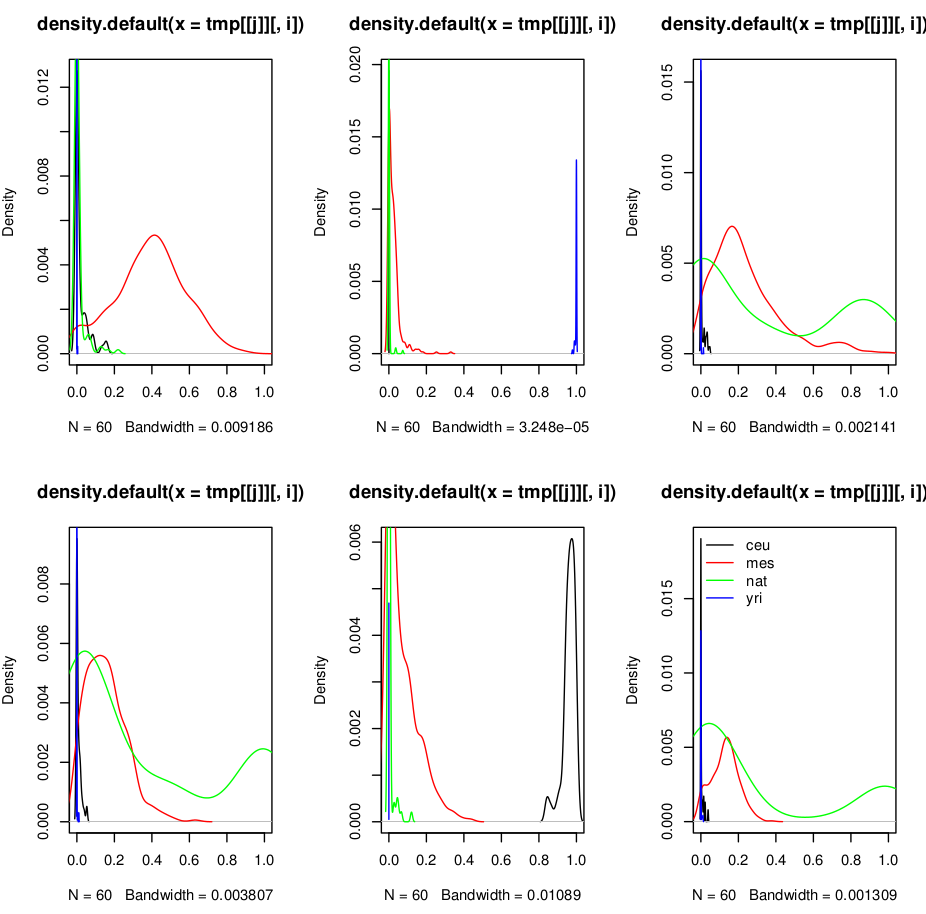 density.default(x = tmp[[j]][, i])
Density
0.000
0.004
0.008
0.012
0.0 0.2 0.4 0.6 0.8 1.0
N = 60 Bandwidth = 0.009186
density.default(x = tmp[[j]][, i])
Density
0.000
0.005
0.010
0.015
0.020
0.0 0.2 0.4 0.6 0.8 1.0
N = 60 Bandwidth = 3.248e−05
density.default(x = tmp[[j]][, i])
Density
0.000
0.005
0.010
0.015
0.0 0.2 0.4 0.6 0.8 1.0
N = 60 Bandwidth = 0.002141
density.default(x = tmp[[j]][, i])
Density
0.000
0.002
0.004
0.006
0.008
0.0 0.2 0.4 0.6 0.8 1.0
N = 60 Bandwidth = 0.003807
density.default(x = tmp[[j]][, i])
Density
0.000
0.002
0.004
0.006
0.0 0.2 0.4 0.6 0.8 1.0
N = 60 Bandwidth = 0.01089
density.default(x = tmp[[j]][, i])
Density
0.000
0.005
0.010
0.015
ceu
mes
nat
yri
0.0 0.2 0.4 0.6 0.8 1.0
N = 60 Bandwidth = 0.001309